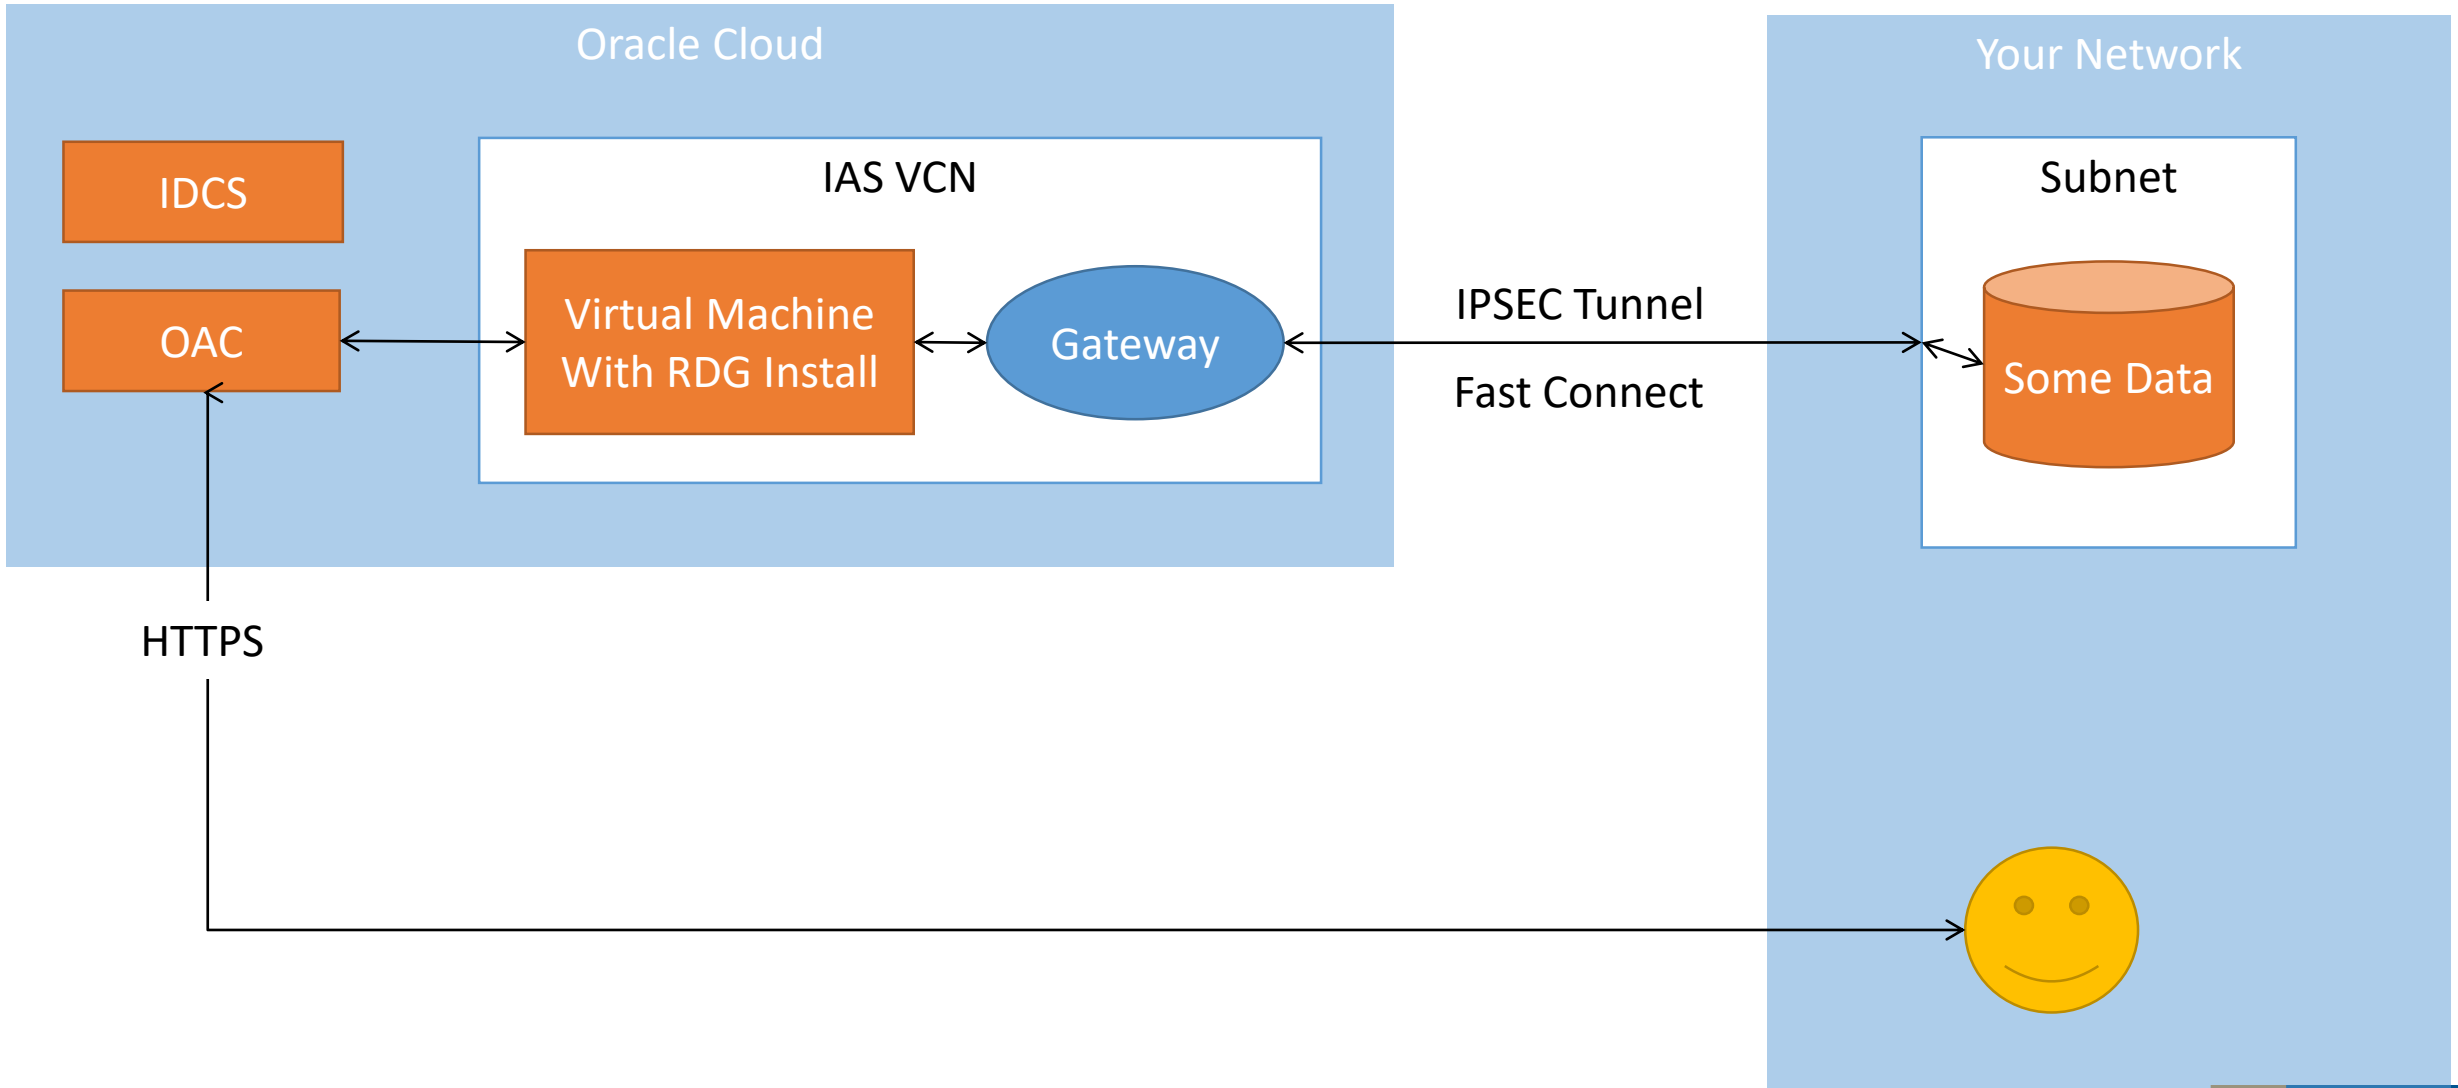 Oracle Cloud
Your Network
IDCS
IAS VCN
Subnet
OAC
Virtual Machine
With RDG Install
Gateway
IPSEC Tunnel
Fast Connect
Some Data
HTTPS